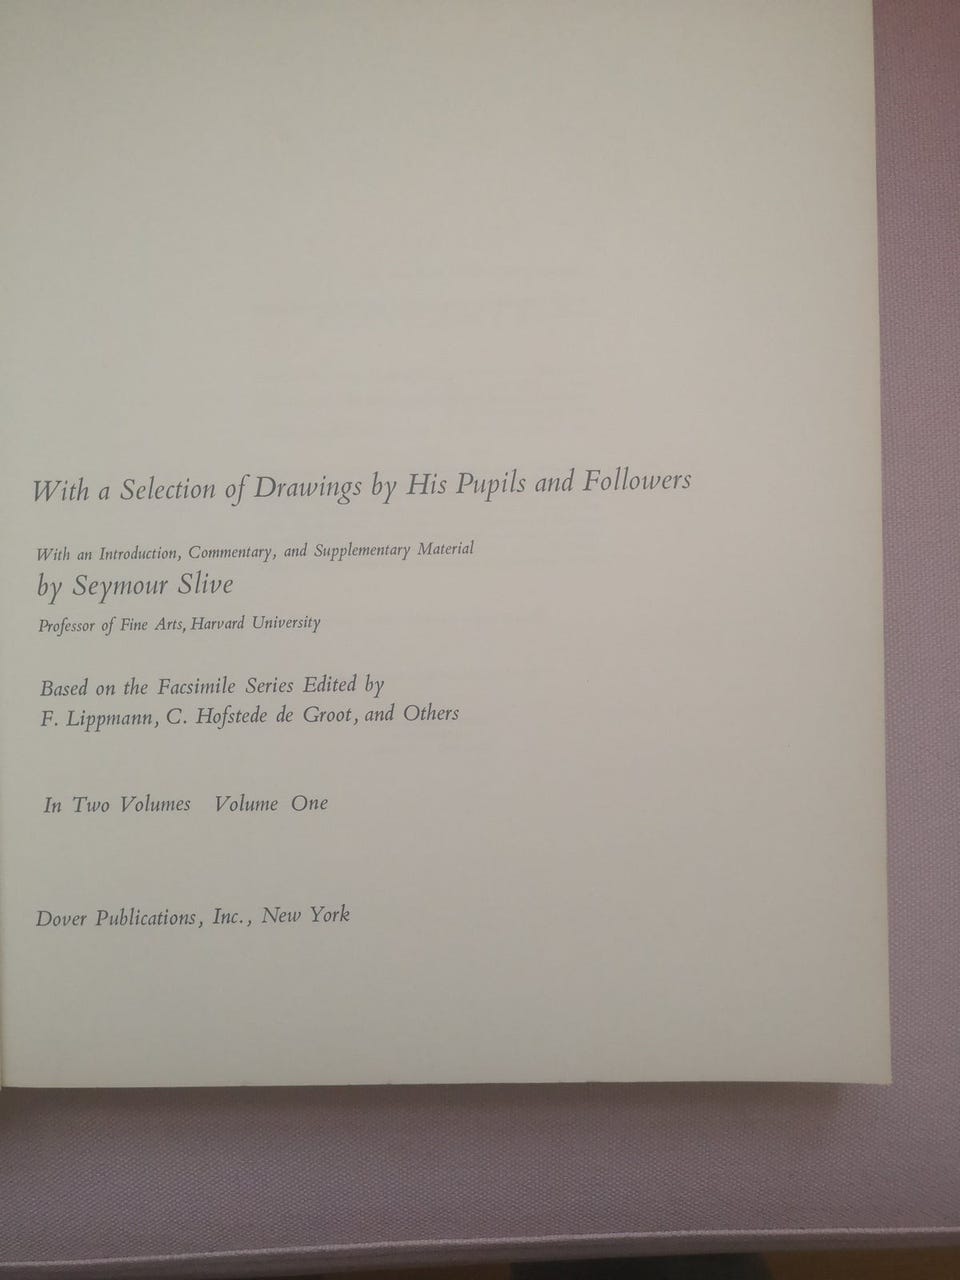 With a Selection of Drawings by His Pupils and Followers
With an Introduction, Commentary, and Supplementary Material
by Seymour Slive
Professor of Fine Arts, Harvard University
Based on the Facsimile Series Edited by
F. Lippmann, C. Hofstede de Groot, and Others
In Two Volumes Volume One
Dover Publications, Inc., New York